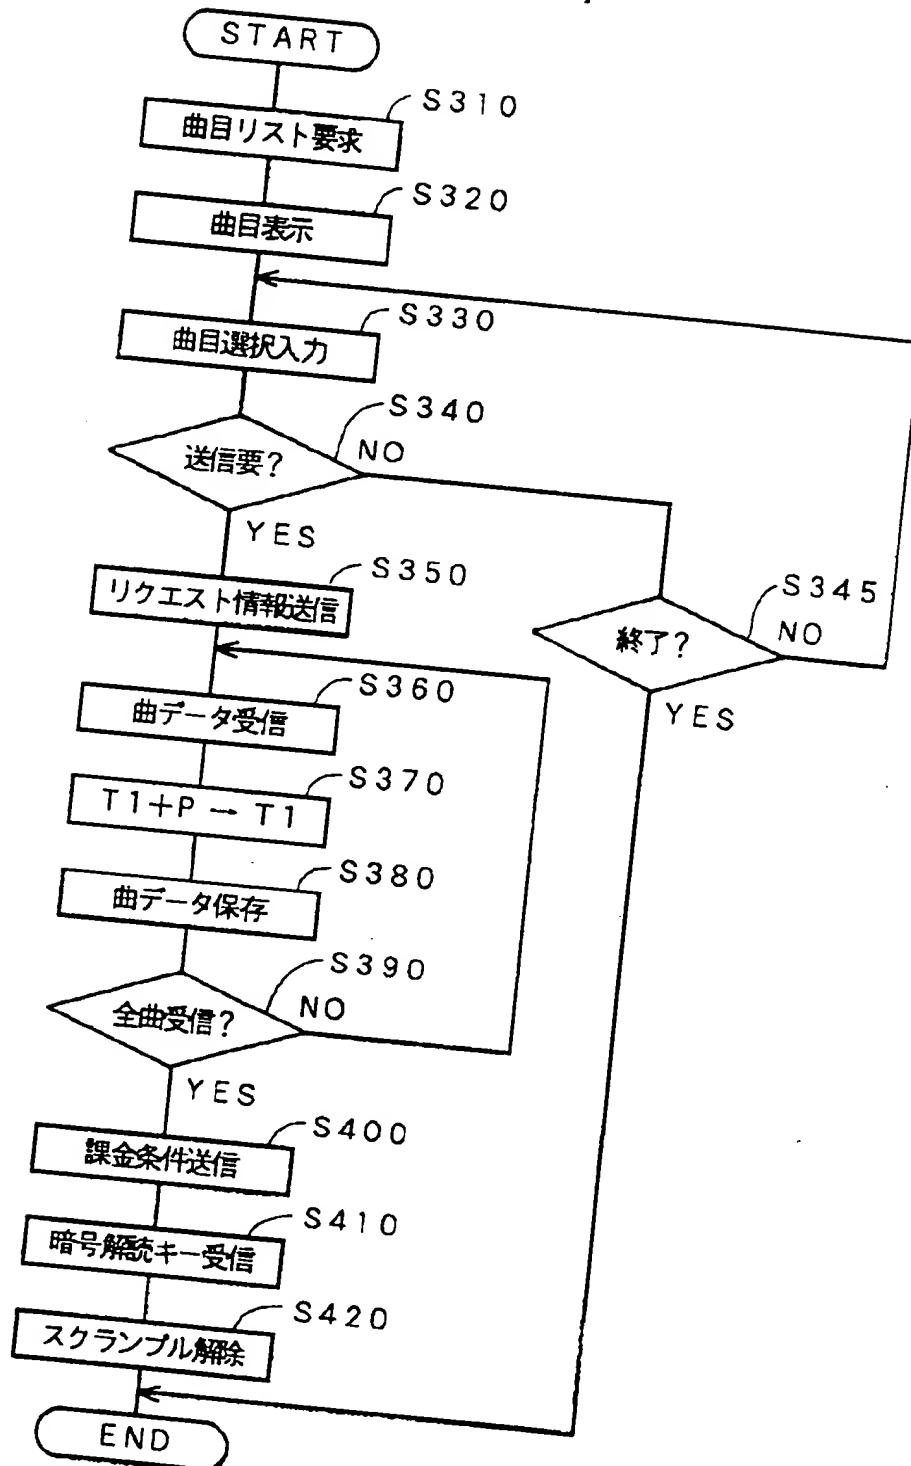 START
S310
曲目リスト要求
S320
曲目表示
S330
曲目選択入力
S340
送信要?
NO
YES
S350
リクエスト情報送信
S345
終了?
NO
YES
S360
曲データ受信
S370
T1+P→T1
S380
曲データ保存
S390
全曲受信?
NO
YES
S400
課金条件送信
S410
暗号解読キー受信
S420
スクランブル解除
END